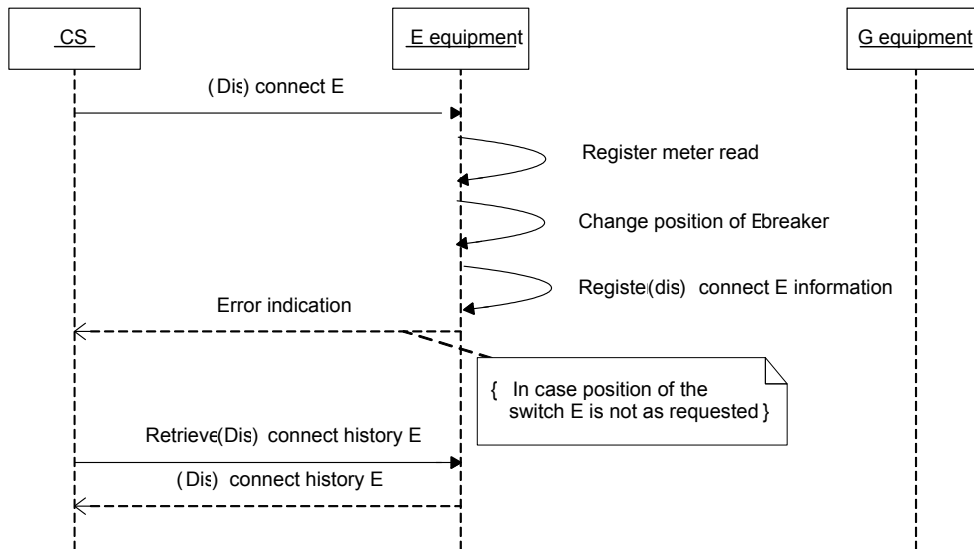 CS
E equipment
G equipment
(Dis) connect E
Register meter read
Change position of Ebreaker
Registe(dis) connect E information
Error indication
{ In case position of the
switch E is not as requested }
Retrieve(Dis) connect history E
(Dis) connect history E